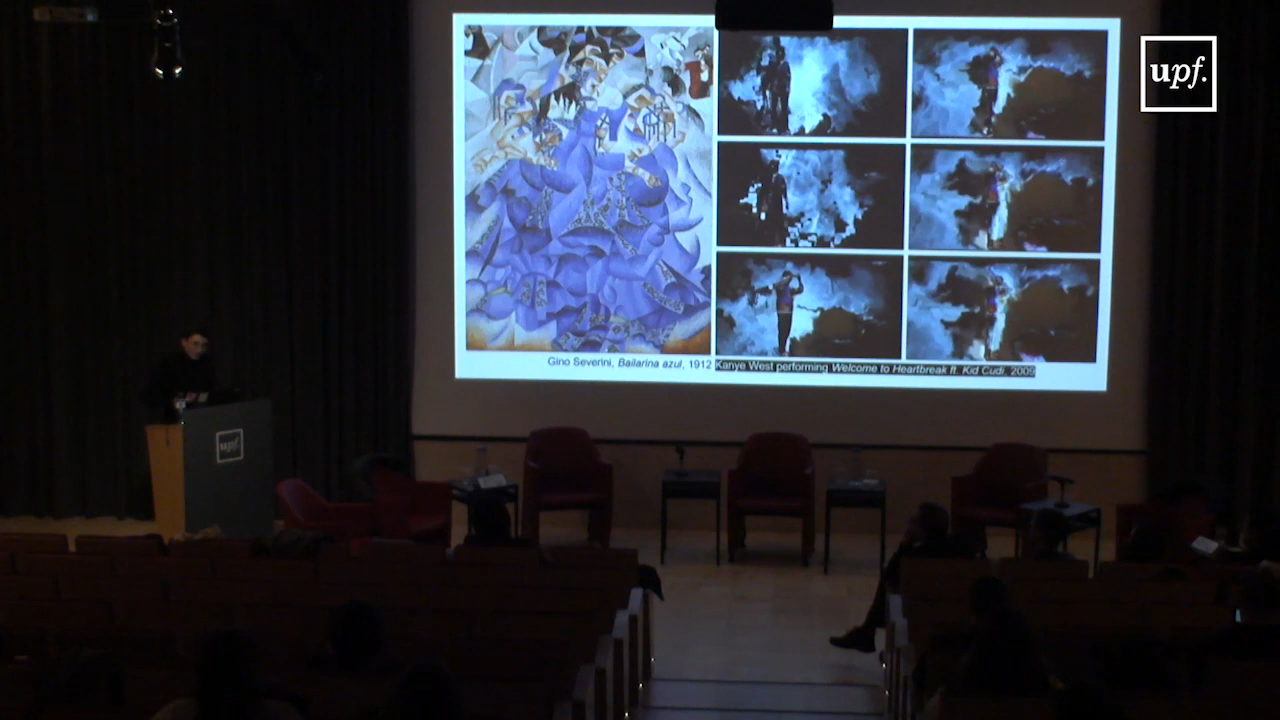 upf.
Gino Severini, Bailarina azul, 1912
Kanye West performing Welcome to Heartbreak ft. Kid Cudi, 2009
upf.